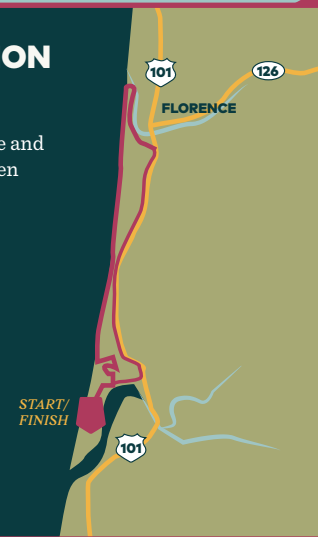 ON
101
126
FLORENCE
e and
en
START/
FINISH
101